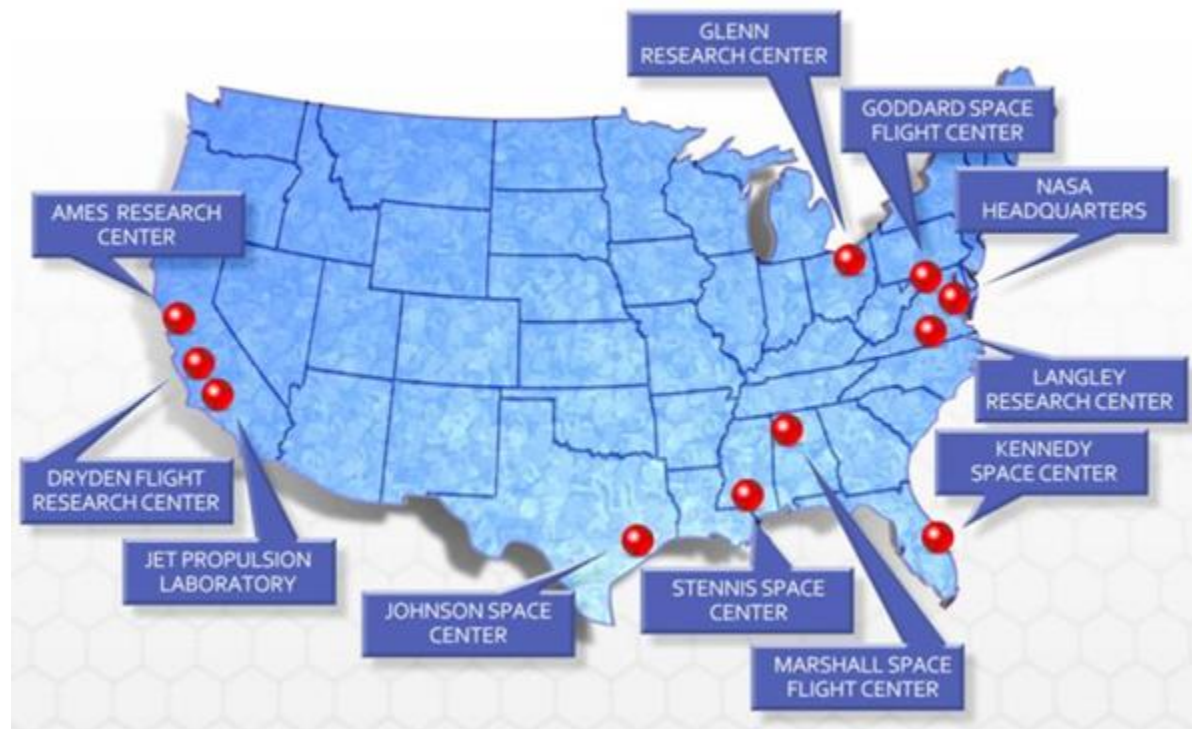 GLENN
RESEARCH CENTER
GODDARD SPACE
FLIGHT CENTER
NASA
HEADQUARTERS
AMES RESEARCH
CENTER
LANGLEY
RESEARCH CENTER
KENNEDY
SPACE CENTER
DRYDEN FLIGHT
RESEARCH CENTER
JET PROPULSION
LABORATORY
JOHNSON SPACE
CENTER
STENNIS SPACE
CENTER
MARSHALL SPACE
FLIGHT CENTER